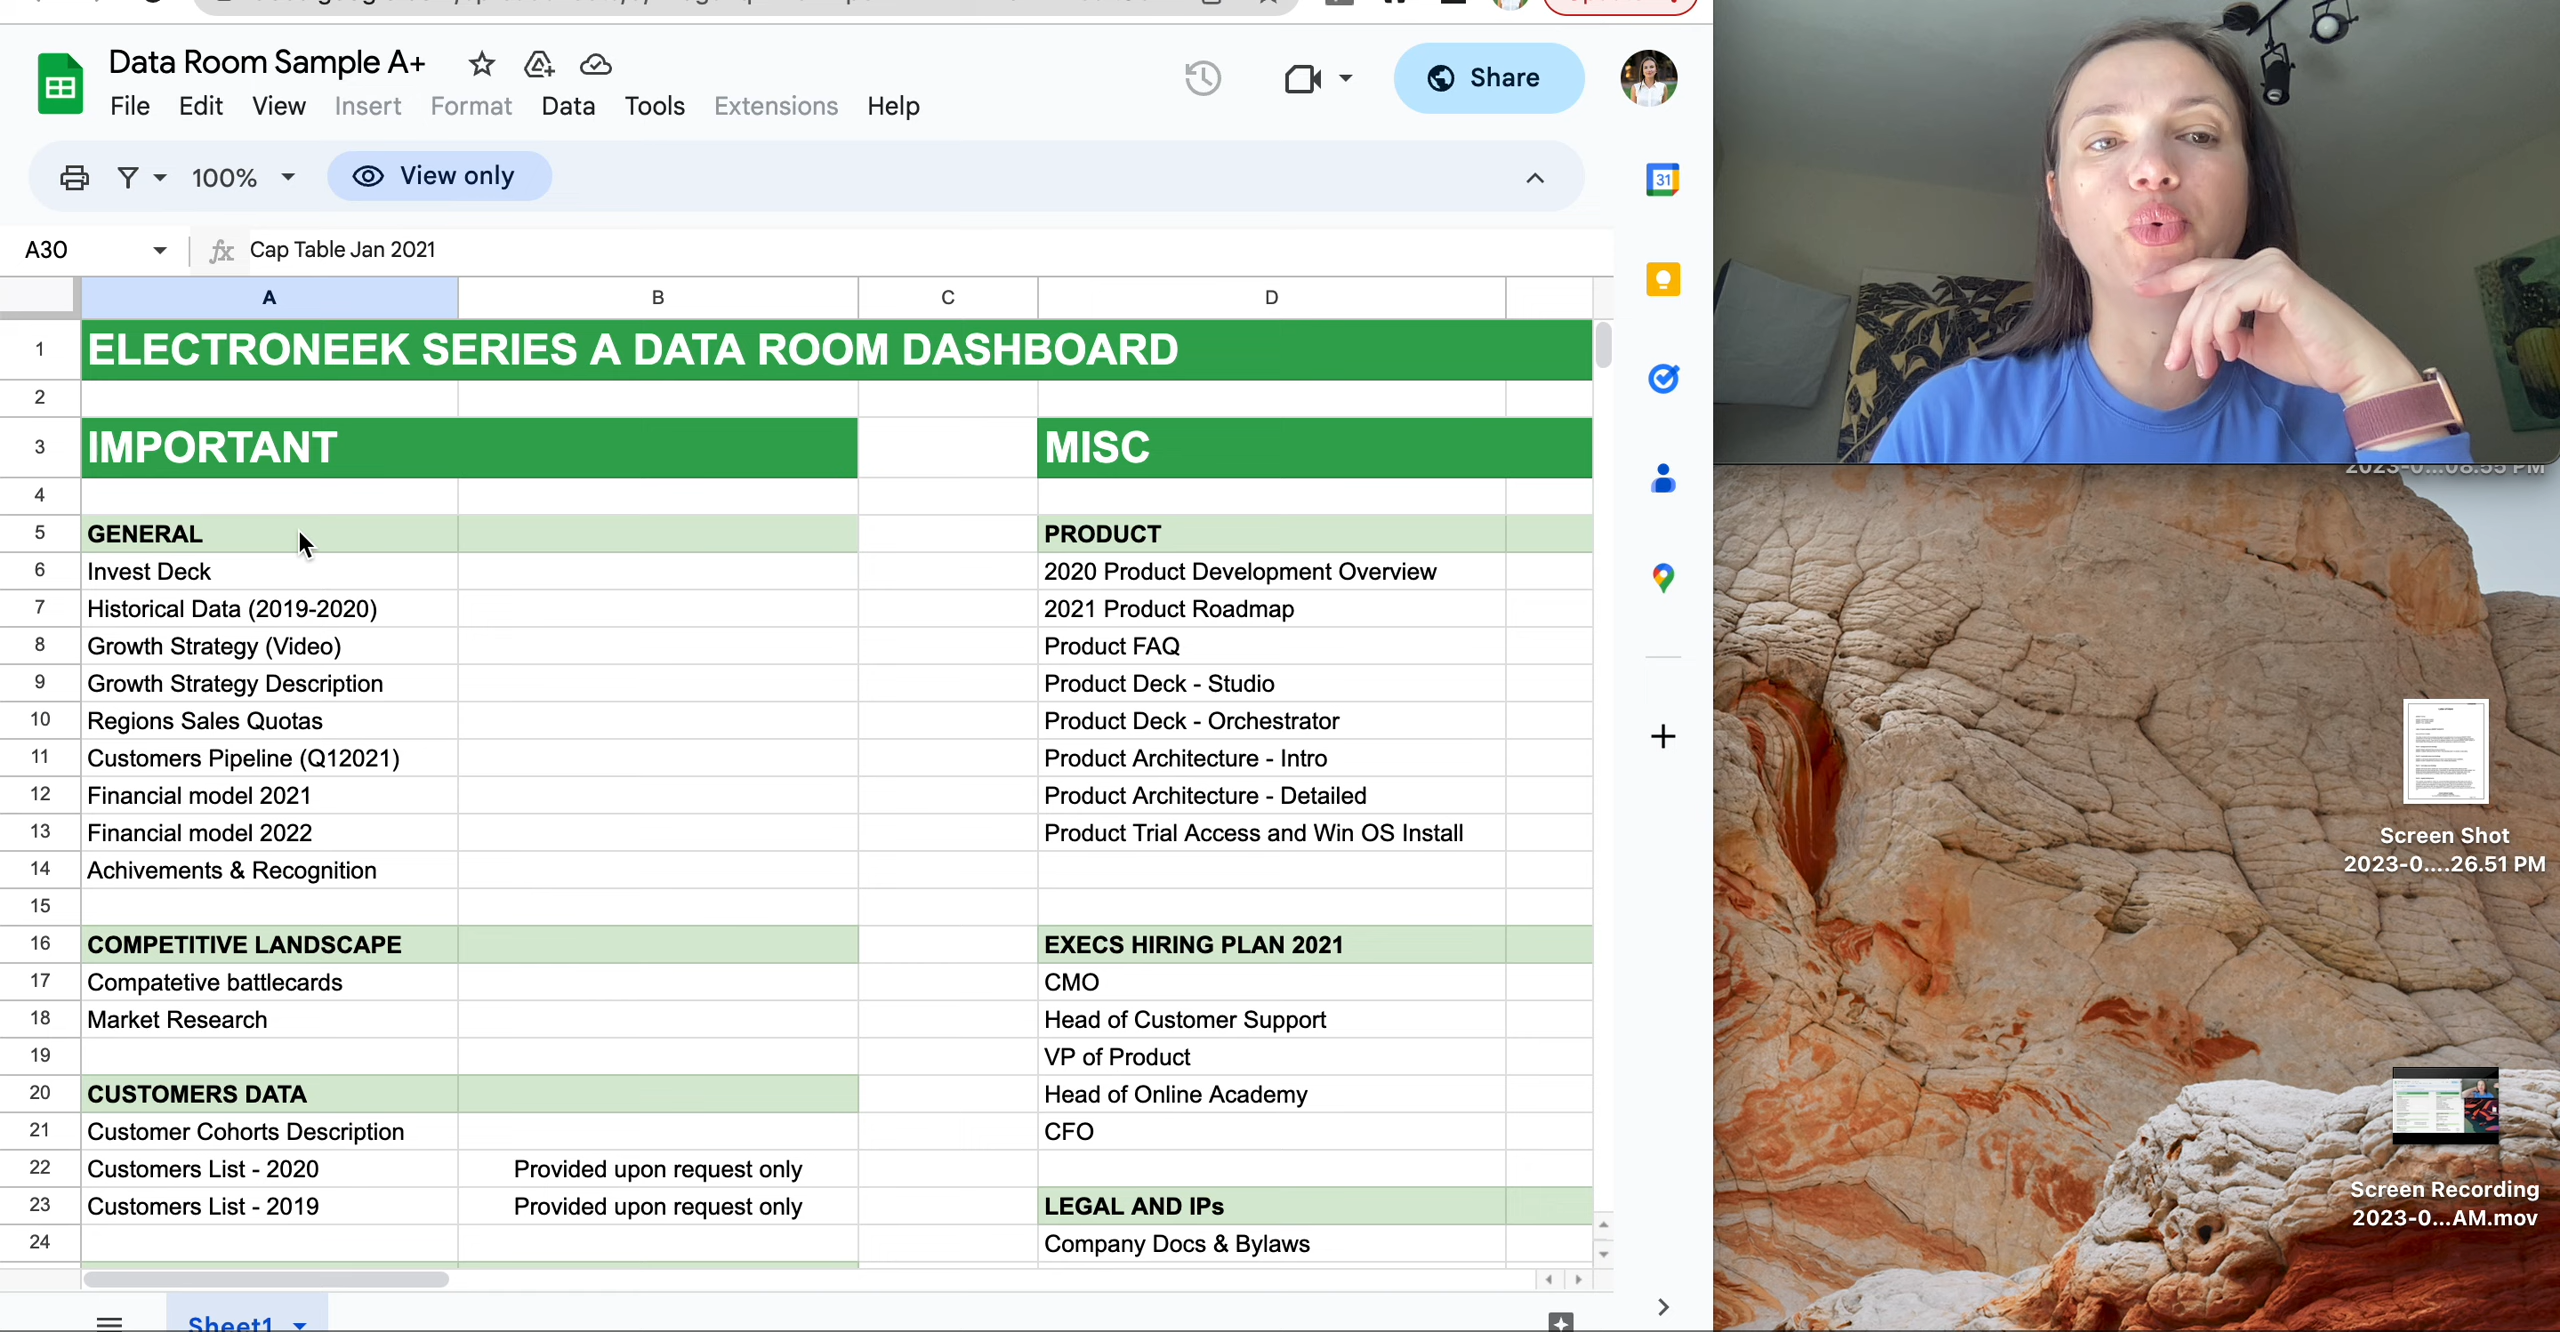 Data Room Sample A+
File Edit View Insert Format Data Tools Extensions Help
Share
100% View only
31
A30 fx Cap Table Jan 2021
A B C D
1 ELECTRONEEK SERIES A DATA ROOM DASHBOARD
2
3 IMPORTANT MISC
4
5 GENERAL PRODUCT
6 Invest Deck 2020 Product Development Overview
7 Historical Data (2019-2020) 2021 Product Roadmap
8 Growth Strategy (Video) Product FAQ
9 Growth Strategy Description Product Deck - Studio
10 Regions Sales Quotas Product Deck - Orchestrator
11 Customers Pipeline (Q12021) Product Architecture - Intro
12 Financial model 2021 Product Architecture - Detailed
13 Financial model 2022 Product Trial Access and Win OS Install
14 Achivements & Recognition
15
16 COMPETITIVE LANDSCAPE EXECS HIRING PLAN 2021
17 Compatetive battlecards CMO
18 Market Research Head of Customer Support
19 VP of Product
20 CUSTOMERS DATA Head of Online Academy
21 Customer Cohorts Description CFO
22 Customers List - 2020 Provided upon request only
23 Customers List - 2019 Provided upon request only LEGAL AND IPs
24 Company Docs & Bylaws
Sheet1
2023-0...08.55 PM
Screen Shot
2023-0....26.51 PM
Screen Recording
2023-0...AM.mov